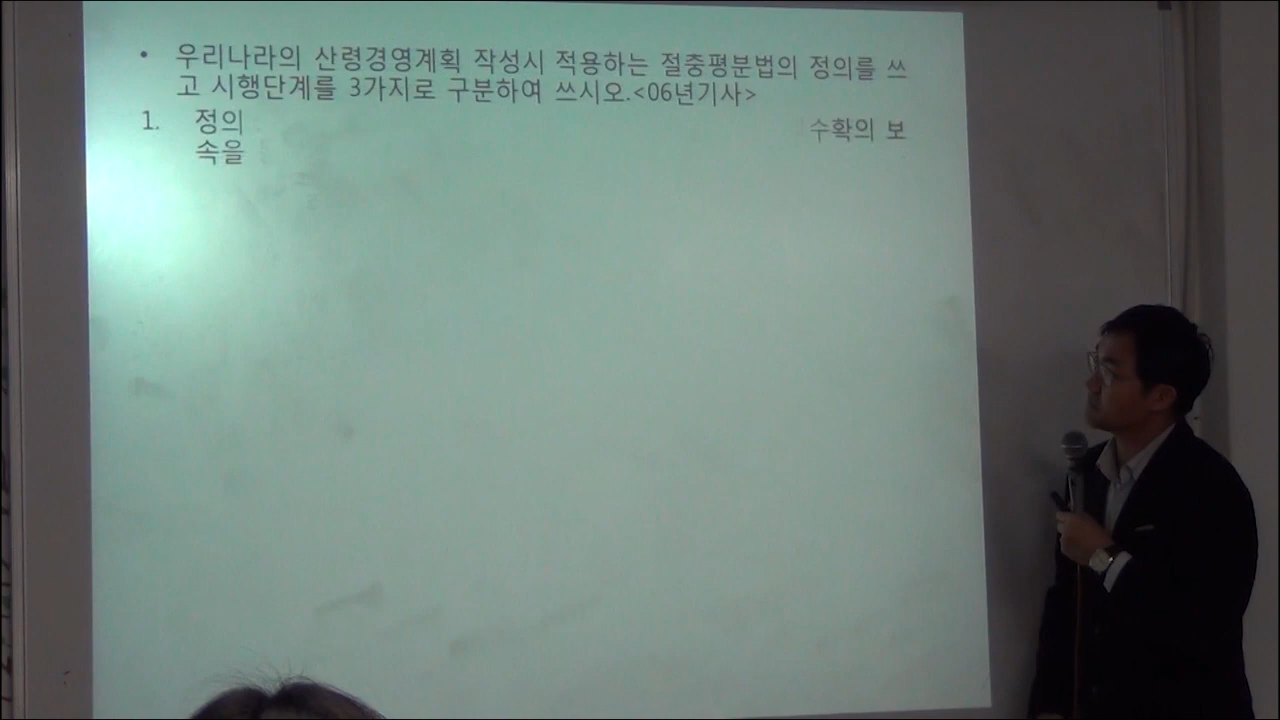 • 우리나라의 산령경영계획 작성시 적용하는 절충평분법의 정의를 쓰
고 시행단계를 3가지로 구분하여 쓰시오.<06년기사>
1. 정의 수확의 보
속을